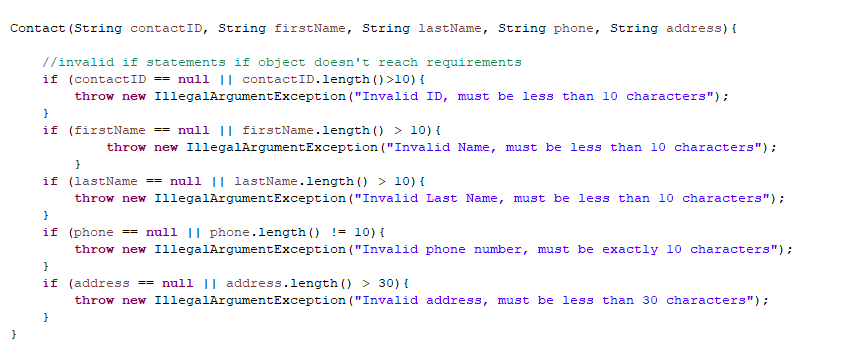 Contact(String contactID, String firstName, String lastName, String phone, String address){
//invalid if statements if object doesn't reach requirements
if (contactID == null || contactID.length()>10){
throw new IllegalArgumentException("Invalid ID, must be less than 10 characters");
}
if (firstName == null || firstName.length() > 10){
throw new IllegalArgumentException("Invalid Name, must be less than 10 characters");
}
if (lastName == null || lastName.length() > 10){
throw new IllegalArgumentException("Invalid Last Name, must be less than 10 characters");
}
if (phone == null || phone.length() != 10){
throw new IllegalArgumentException("Invalid phone number, must be exactly 10 characters");
}
if (address == null || address.length() > 30){
throw new IllegalArgumentException("Invalid address, must be less than 30 characters");
}
}